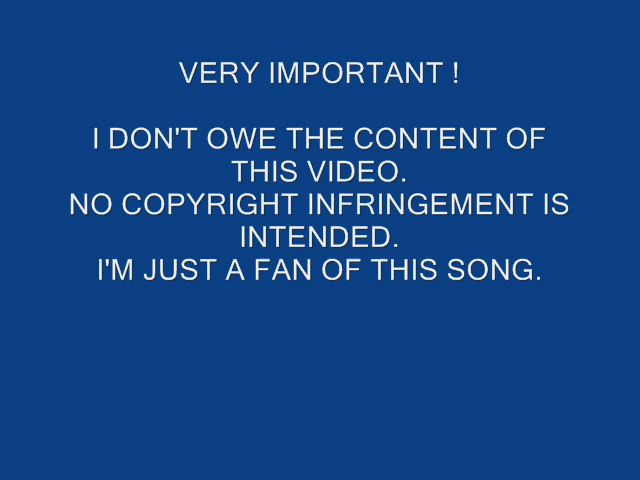 VERY IMPORTANT !
I DON'T OWE THE CONTENT OF
THIS VIDEO.
NO COPYRIGHT INFRINGEMENT IS
INTENDED.
I'M JUST A FAN OF THIS SONG.